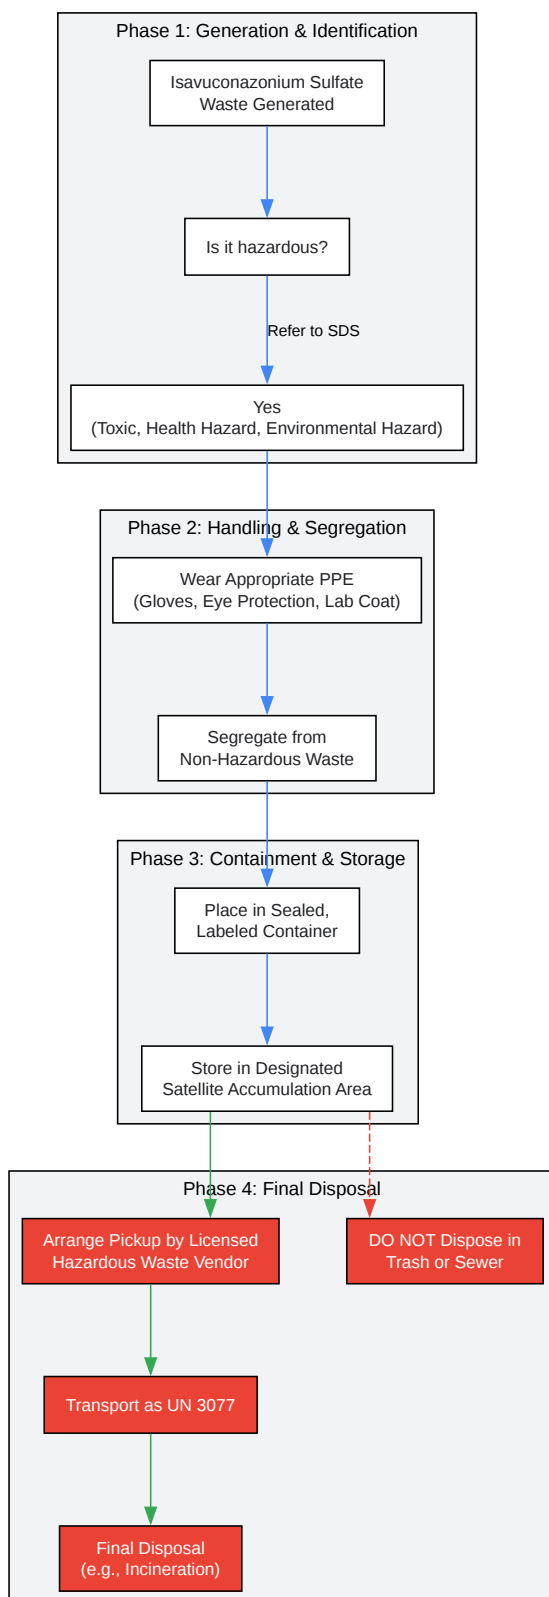 Phase 1: Generation & Identification
Isavuconazonium Sulfate
Waste Generated
Is it hazardous?
Refer to SDS
Yes
(Toxic, Health Hazard, Environmental Hazard)
Phase 2: Handling & Segregation
Wear Appropriate PPE
(Gloves, Eye Protection, Lab Coat)
Segregate from
Non-Hazardous Waste
Phase 3: Containment & Storage
Place in Sealed,
Labeled Container
Store in Designated
Satellite Accumulation Area
Phase 4: Final Disposal
Arrange Pickup by Licensed
Hazardous Waste Vendor
DO NOT Dispose in
Trash or Sewer
Transport as UN 3077
Final Disposal
(e.g., Incineration)